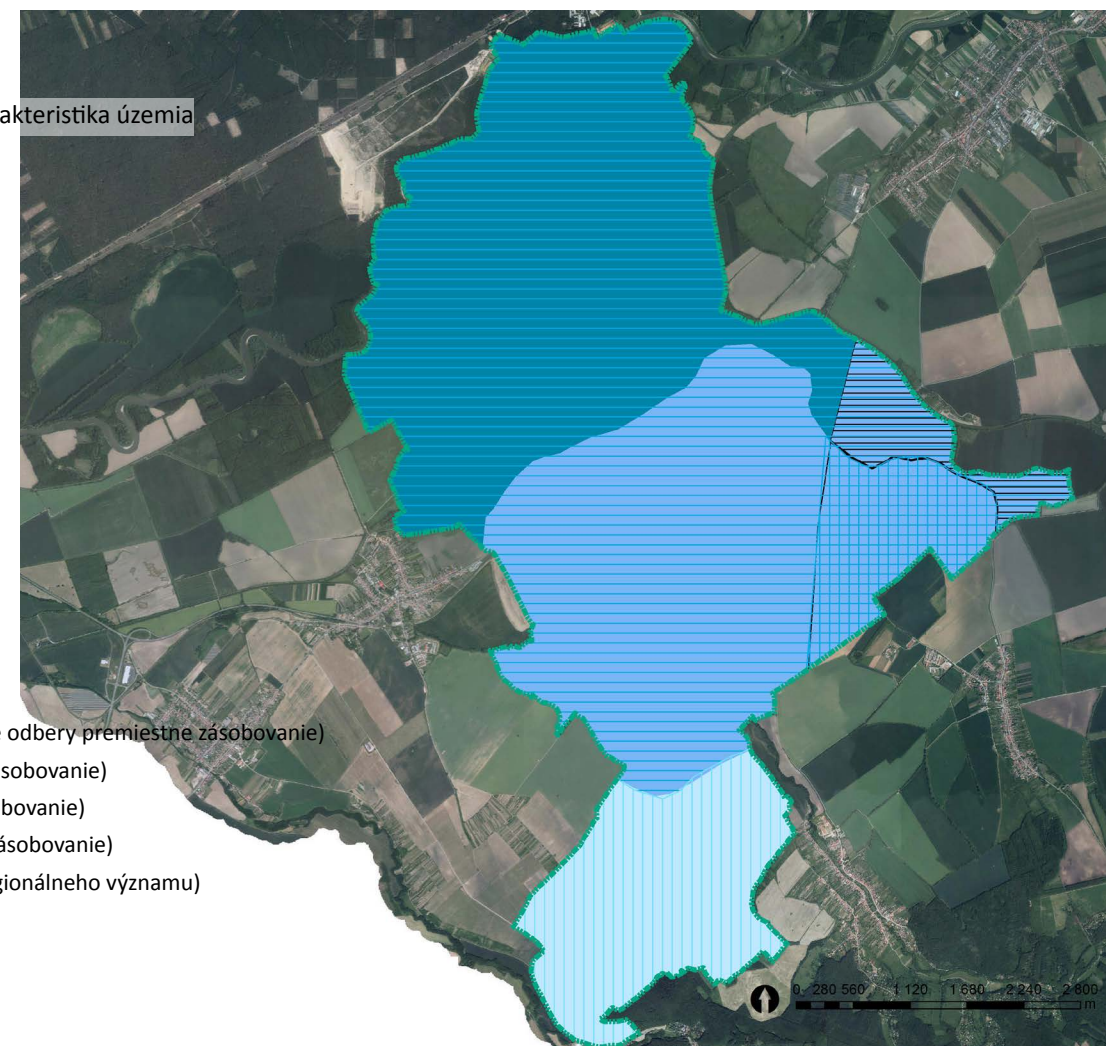 akteristika územia
e odbery premiestne zásobovanie)
sobovanie)
bovanie)
ásobovanie)
gionálneho významu)
0 280 560 1 120 1 680 2 240 2 800
m